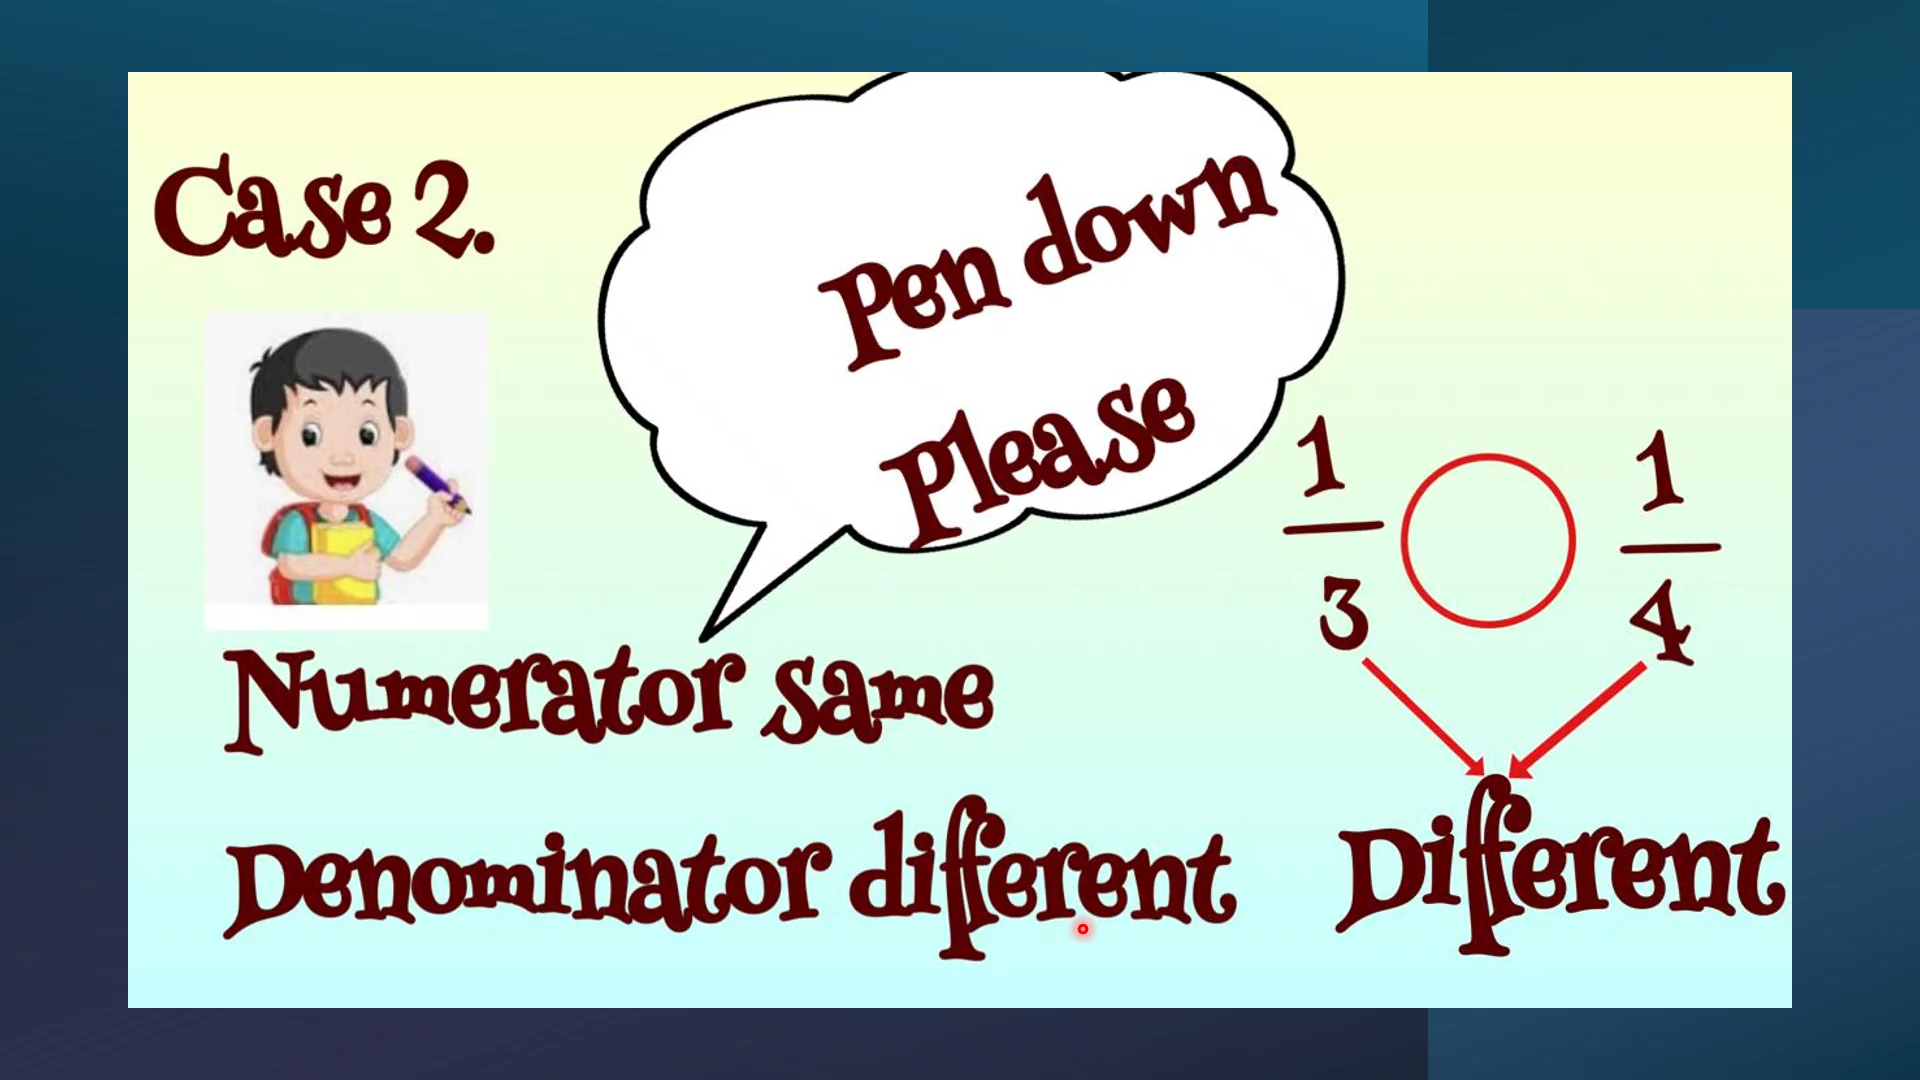 Case 2.
Pen down
Please
1 1
3 4
Numerator same
Denominator different
Different